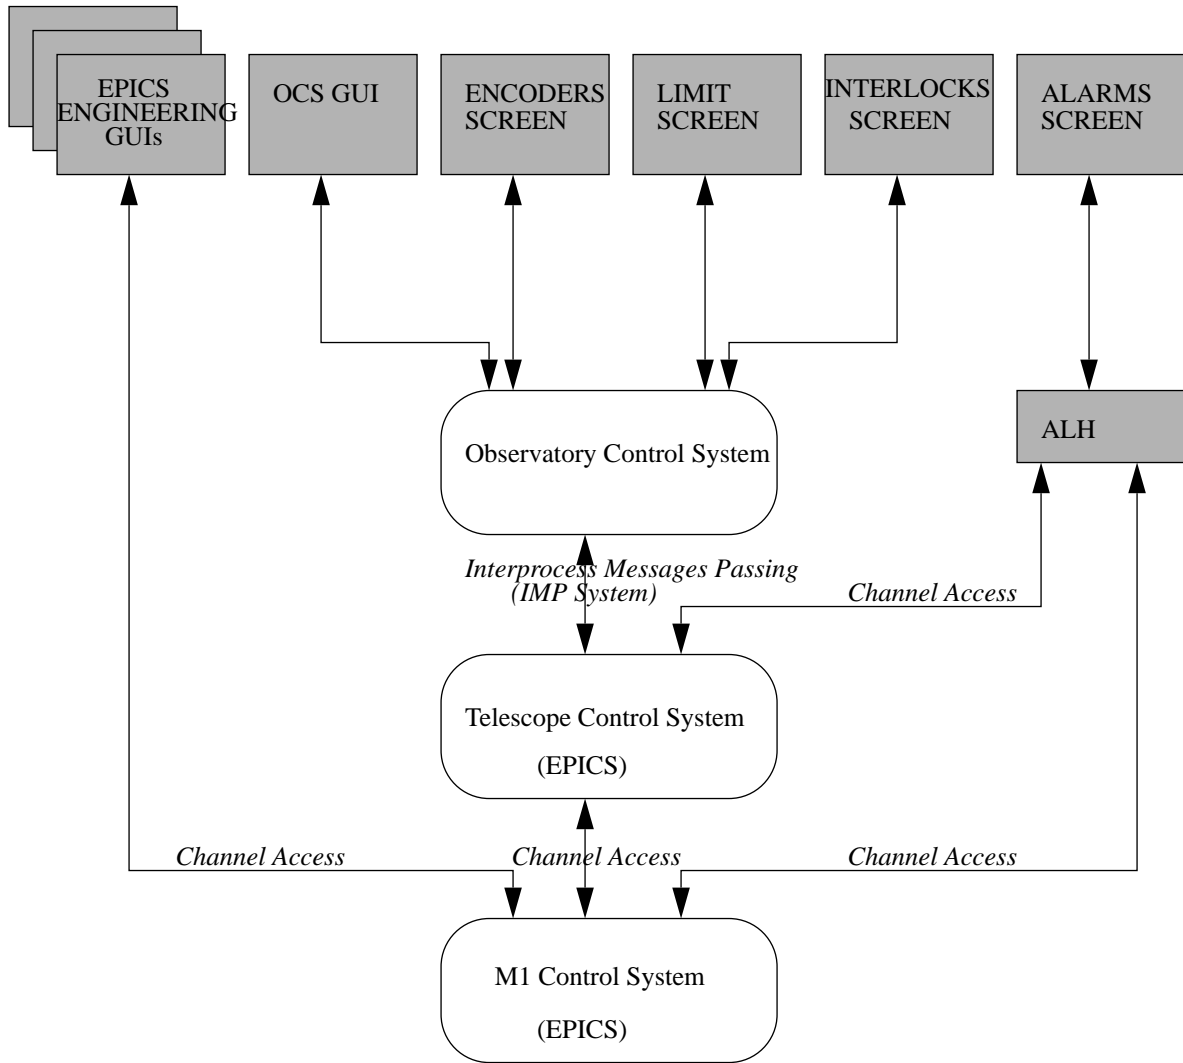 EPICS
ENGINEERING
GUIs
OCS GUI
ENCODERS
SCREEN
LIMIT
SCREEN
INTERLOCKS
SCREEN
ALARMS
SCREEN
Observatory Control System
ALH
Interprocess Messages Passing
(IMP System)
Channel Access
Telescope Control System
(EPICS)
Channel Access
Channel Access
Channel Access
M1 Control System
(EPICS)